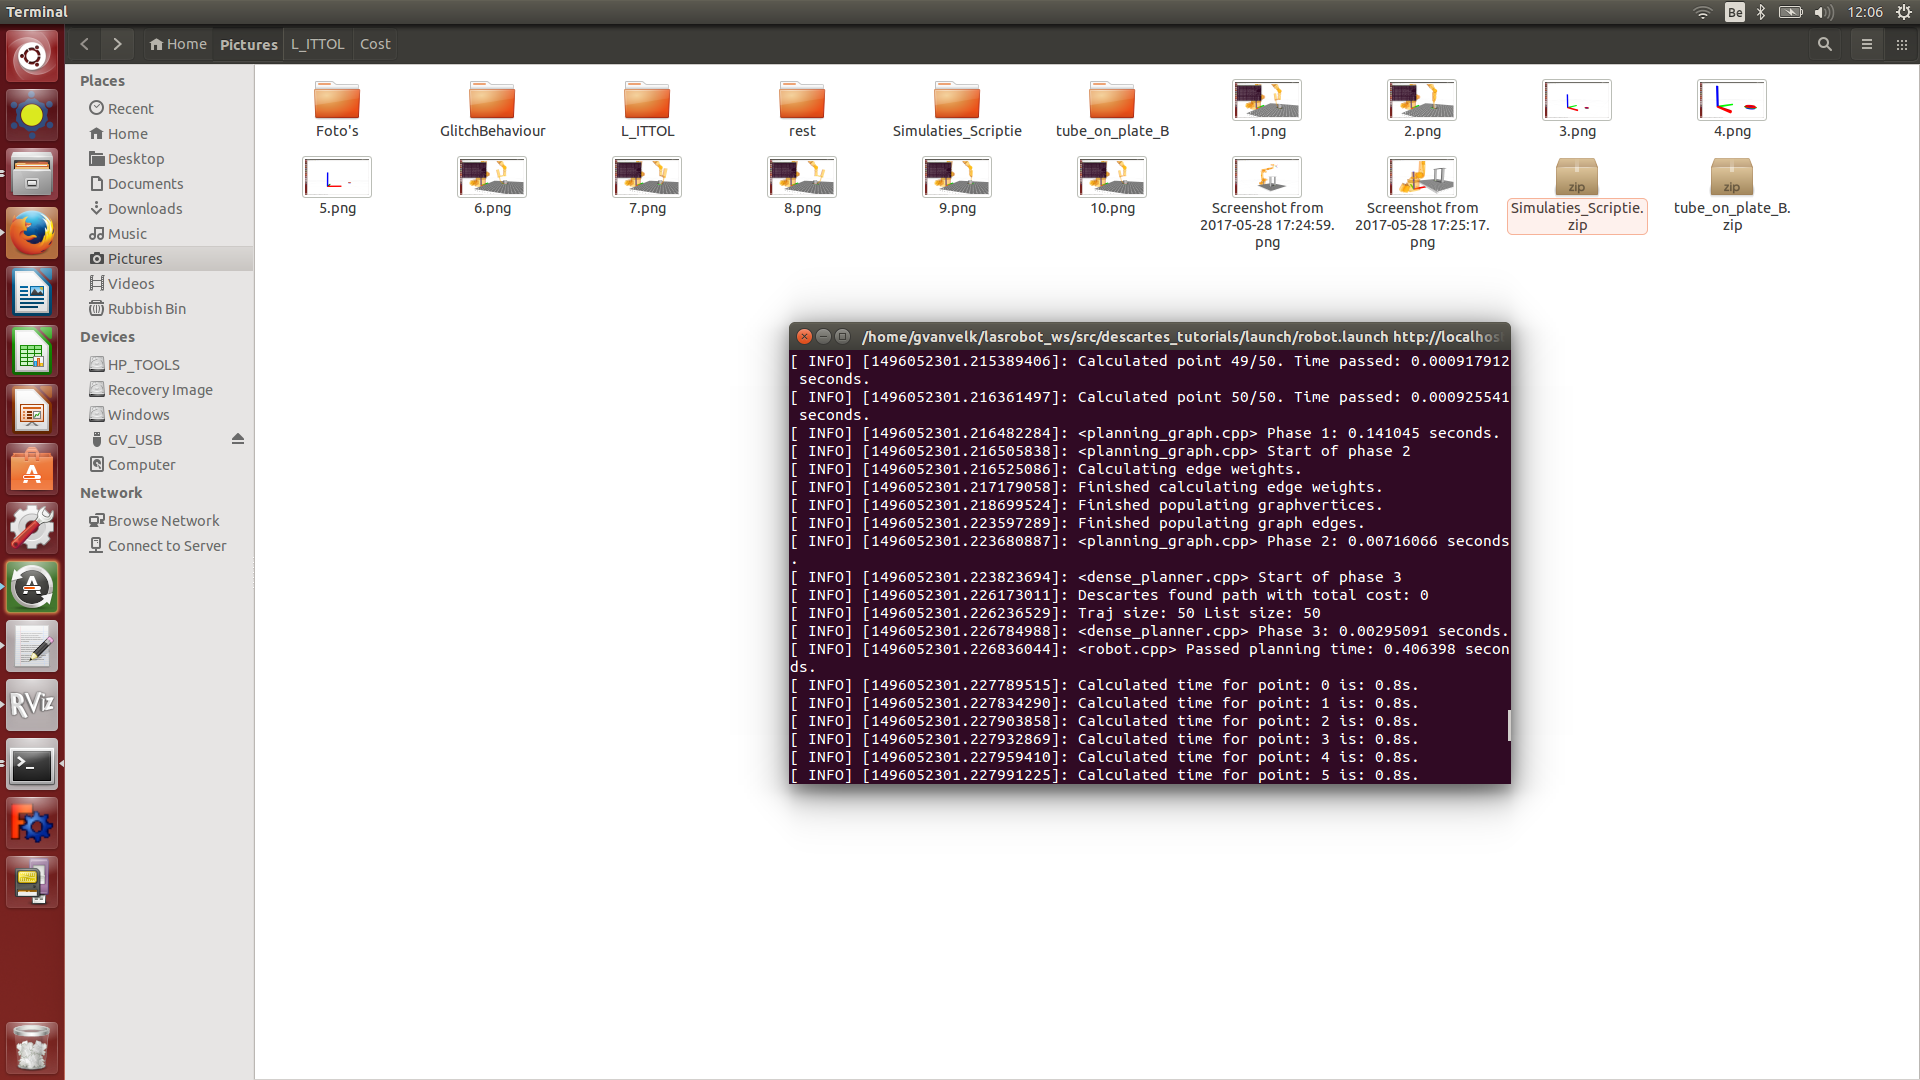 Terminal
Be
12:06
Home
Pictures
L_ITTOL
Cost
Places
Recent
Home
Desktop
Documents
Downloads
Music
Pictures
Videos
Rubbish Bin
Devices
HP_TOOLS
Recovery Image
Windows
GV_USB
Computer
Network
Browse Network
Connect to Server
Foto's
GlitchBehaviour
L_ITTOL
rest
Simulaties_Scriptie
tube_on_plate_B
1.png
2.png
3.png
4.png
5.png
6.png
7.png
8.png
9.png
10.png
Screenshot from
2017-05-28 17:24:59.
png
Screenshot from
2017-05-28 17:25:17.
png
zip
Simulaties_Scriptie.
zip
zip
tube_on_plate_B.
zip
RViz
/home/gvanvelk/lasrobot_ws/src/descartes_tutorials/launch/robot.launch http://localhos
[ INFO] [1496052301.215389406]: Calculated point 49/50. Time passed: 0.000917912
seconds.
[ INFO] [1496052301.216361497]: Calculated point 50/50. Time passed: 0.000925541
seconds.
[ INFO] [1496052301.216482284]: <planning_graph.cpp> Phase 1: 0.141045 seconds.
[ INFO] [1496052301.216505838]: <planning_graph.cpp> Start of phase 2
[ INFO] [1496052301.216525086]: Calculating edge weights.
[ INFO] [1496052301.217179058]: Finished calculating edge weights.
[ INFO] [1496052301.218699524]: Finished populating graphvertices.
[ INFO] [1496052301.223597289]: Finished populating graph edges.
[ INFO] [1496052301.223680887]: <planning_graph.cpp> Phase 2: 0.00716066 seconds
.
[ INFO] [1496052301.223823694]: <dense_planner.cpp> Start of phase 3
[ INFO] [1496052301.226173011]: Descartes found path with total cost: 0
[ INFO] [1496052301.226236529]: Traj size: 50 List size: 50
[ INFO] [1496052301.226784988]: <dense_planner.cpp> Phase 3: 0.00295091 seconds.
[ INFO] [1496052301.226836044]: <robot.cpp> Passed planning time: 0.406398 secon
ds.
[ INFO] [1496052301.227789515]: Calculated time for point: 0 is: 0.8s.
[ INFO] [1496052301.227834290]: Calculated time for point: 1 is: 0.8s.
[ INFO] [1496052301.227903858]: Calculated time for point: 2 is: 0.8s.
[ INFO] [1496052301.227932869]: Calculated time for point: 3 is: 0.8s.
[ INFO] [1496052301.227959410]: Calculated time for point: 4 is: 0.8s.
[ INFO] [1496052301.227991225]: Calculated time for point: 5 is: 0.8s.